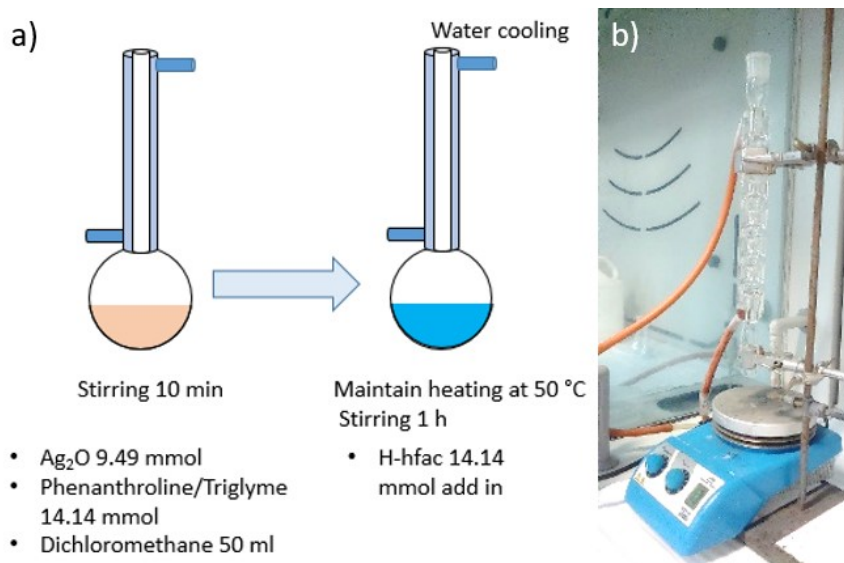 a)
Water cooling
b)
Stirring 10 min
Maintain heating at 50 °C
Stirring 1 h
• Ag₂O 9.49 mmol
• Phenanthroline/Triglyme
14.14 mmol
• Dichloromethane 50 ml
• H-hfac 14.14
mmol add in